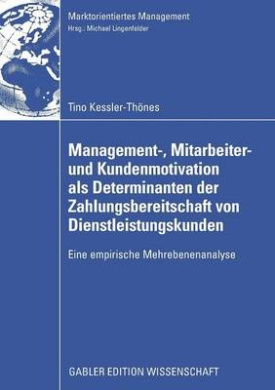 Marktorientiertes Management
Hrsg. Michael Lingenfelder
Tino Kessler-Thönes
Management-, Mitarbeiter-
und Kundenmotivation
als Determinanten der
Zahlungsbereitschaft von
Dienstleistungskunden
Eine empirische Mehrebenenanalyse
GABLER EDITION WISSENSCHAFT